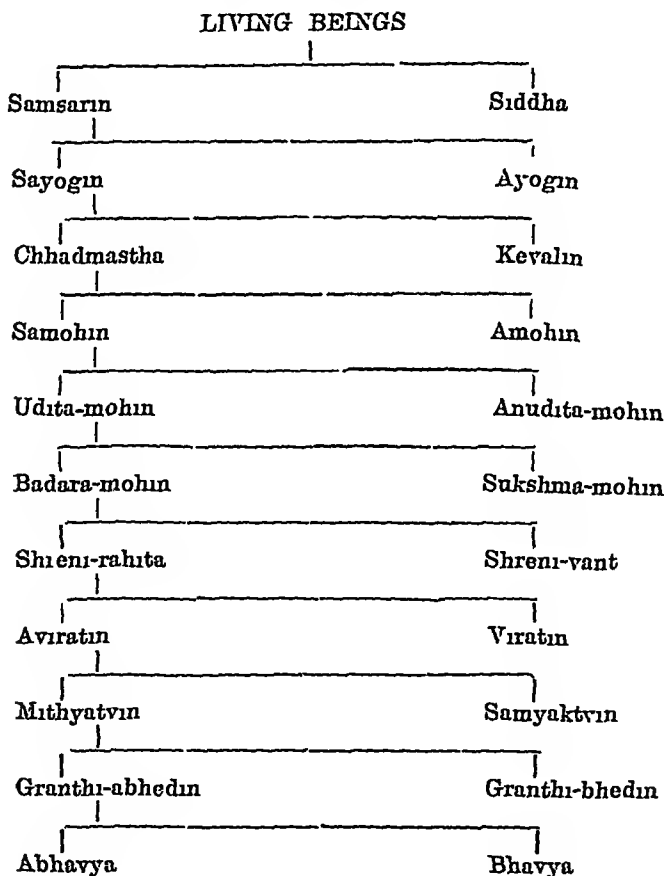 LIVING BEINGS
Samsarın Sıddha
Sayogın Ayogın
Chhadmastha Kevalın
Samohın Amohın
Udıta-mohın Anudıta-mohın
Badara-mohın Sukshma-mohın
Shıenı-rahıta Shrenı-vant
Avıratın Vıratın
Mıthyatvın Samyaktvın
Granthı-abhedın Granthı-bhedın
Abhavya Bhavya